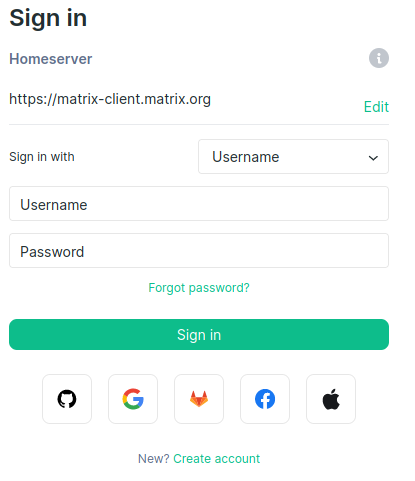 Sign in
Homeserver
https://matrix-client.matrix.org
Edit
Sign in with
Username
Username
Password
Forgot password?
Sign in
New? Create account